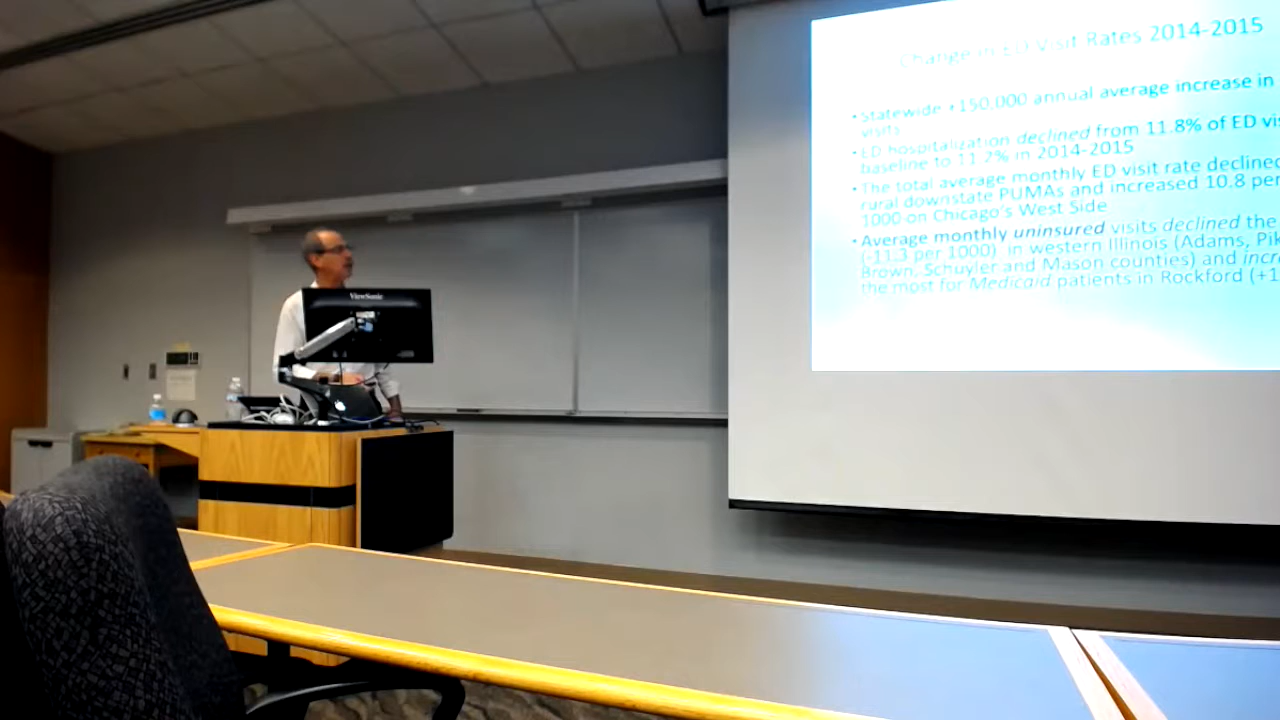 Change in ED Visit Rates 2014-2015
• Statewide +150,000 annual average increase in
visits
• ED hospitalization declined from 11.8% of ED
baseline to 11.2% in 2014-2015
• The total average monthly ED visit rate declined
rural downstate PUMAs and increased 10.8 per
1000 on Chicago's West Side
• Average monthly uninsured visits declined the
(-11.3 per 1000) in western Illinois (Adams,
Brown, Schuyler and Mason counties) and
the most for Medicaid patients in Rockford
ViewSonic